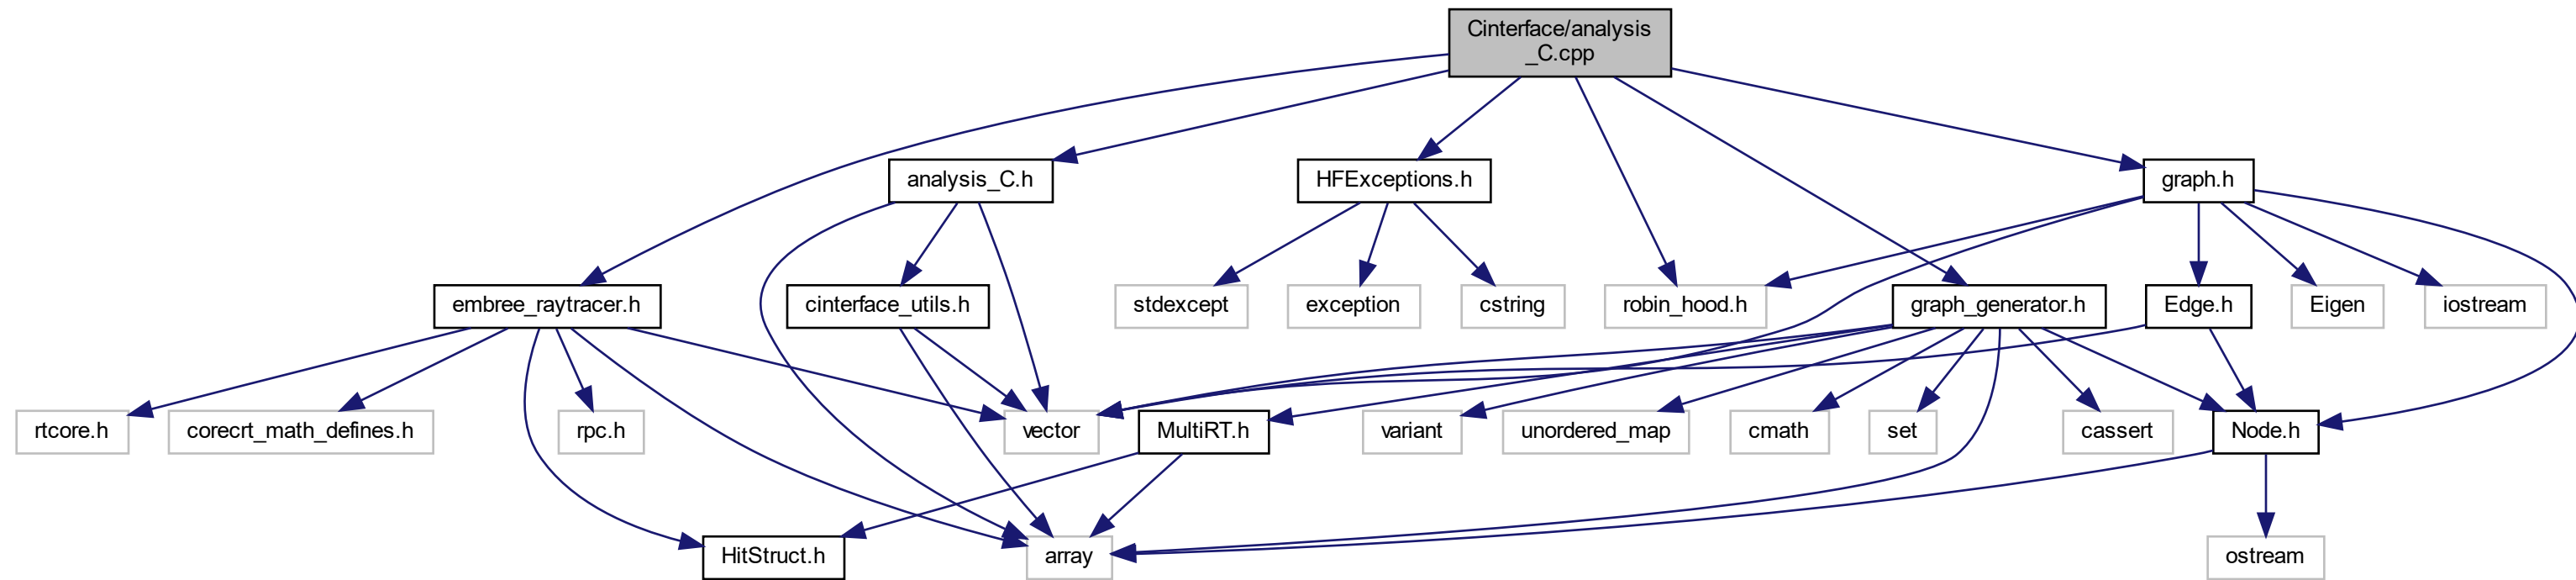 Cinterface/analysis
_C.cpp
analysis_C.h
HFExceptions.h
graph.h
embree_raytracer.h
cinterface_utils.h
stdexcept
exception
cstring
robin_hood.h
graph_generator.h
Edge.h
Eigen
iostream
rtcore.h
corecrt_math_defines.h
rpc.h
vector
MultiRT.h
variant
unordered_map
cmath
set
cassert
Node.h
HitStruct.h
array
ostream